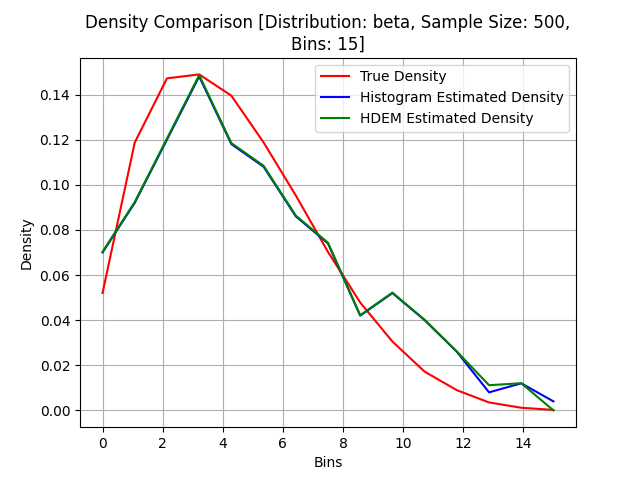 Density Comparison [Distribution: beta, Sample Size: 500,
Bins: 15]
True Density
Histogram Estimated Density
HDEM Estimated Density
Density
0.14
0.12
0.10
0.08
0.06
0.04
0.02
0.00
0 2 4 6 8 10 12 14
Bins